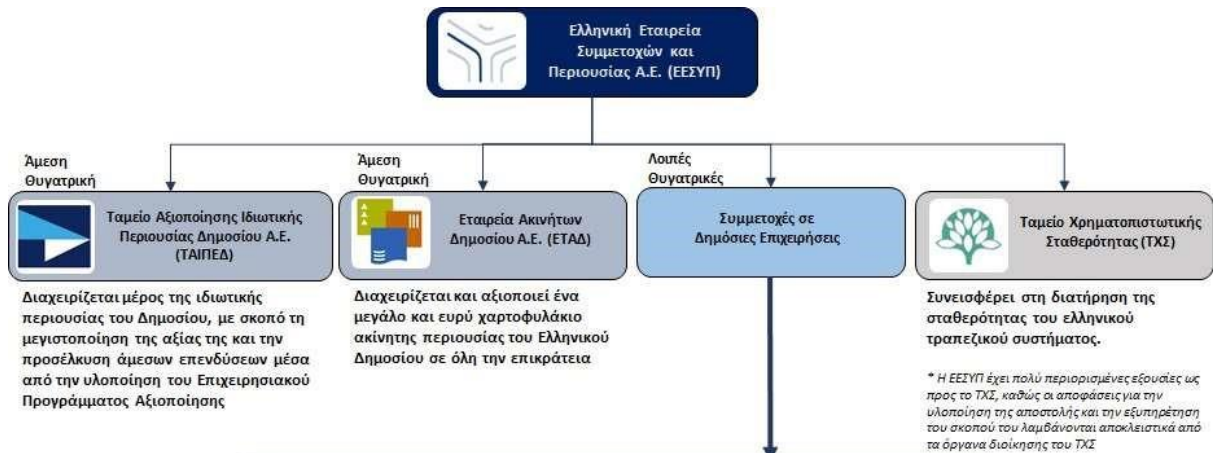 Ελληνική Εταιρεία
Συμμετοχών και
Περιουσίας Α.Ε. (ΕΕΣΥΠ)
Άμεση
Θυγατρική
Ταμείο Αξιοποίησης Ιδιωτικής
Περιουσίας Δημοσίου Α.Ε.
(ΤΑΙΠΕΔ)
Διαχειρίζεται μέρος της ιδιωτικής
περιουσίας του Δημοσίου, με σκοπό τη
μεγιστοποίηση της αξίας της και την
προσέλκυση άμεσων επενδύσεων μέσα
από την υλοποίηση του Επιχειρησιακού
Προγράμματος Αξιοποίησης
Άμεση
Θυγατρική
Εταιρεία Ακινήτων
Δημοσίου Α.Ε. (ΕΤΑΔ)
Διαχειρίζεται και αξιοποιεί ένα
μεγάλο και ευρύ χαρτοφυλάκιο
ακίνητης περιουσίας του Ελληνικού
Δημοσίου σε όλη την επικράτεια
Λοιπές
Θυγατρικές
Συμμετοχές σε
Δημόσιες Επιχειρήσεις
Ταμείο Χρηματοπιστωτικής
Σταθερότητας (ΤΧΣ)
Συνεισφέρει στη διατήρηση της
σταθερότητας του ελληνικού
τραπεζικού συστήματος.
* Η ΕΕΣΥΠ έχει πολύ περιορισμένες εξουσίες ως
προς το ΤΧΣ, καθώς οι αποφάσεις για την
υλοποίηση της αποστολής και την εξυπηρέτηση
του σκοπού του λαμβάνονται αποκλειστικά από
τα όργανα διοίκησης του ΤΧΣ